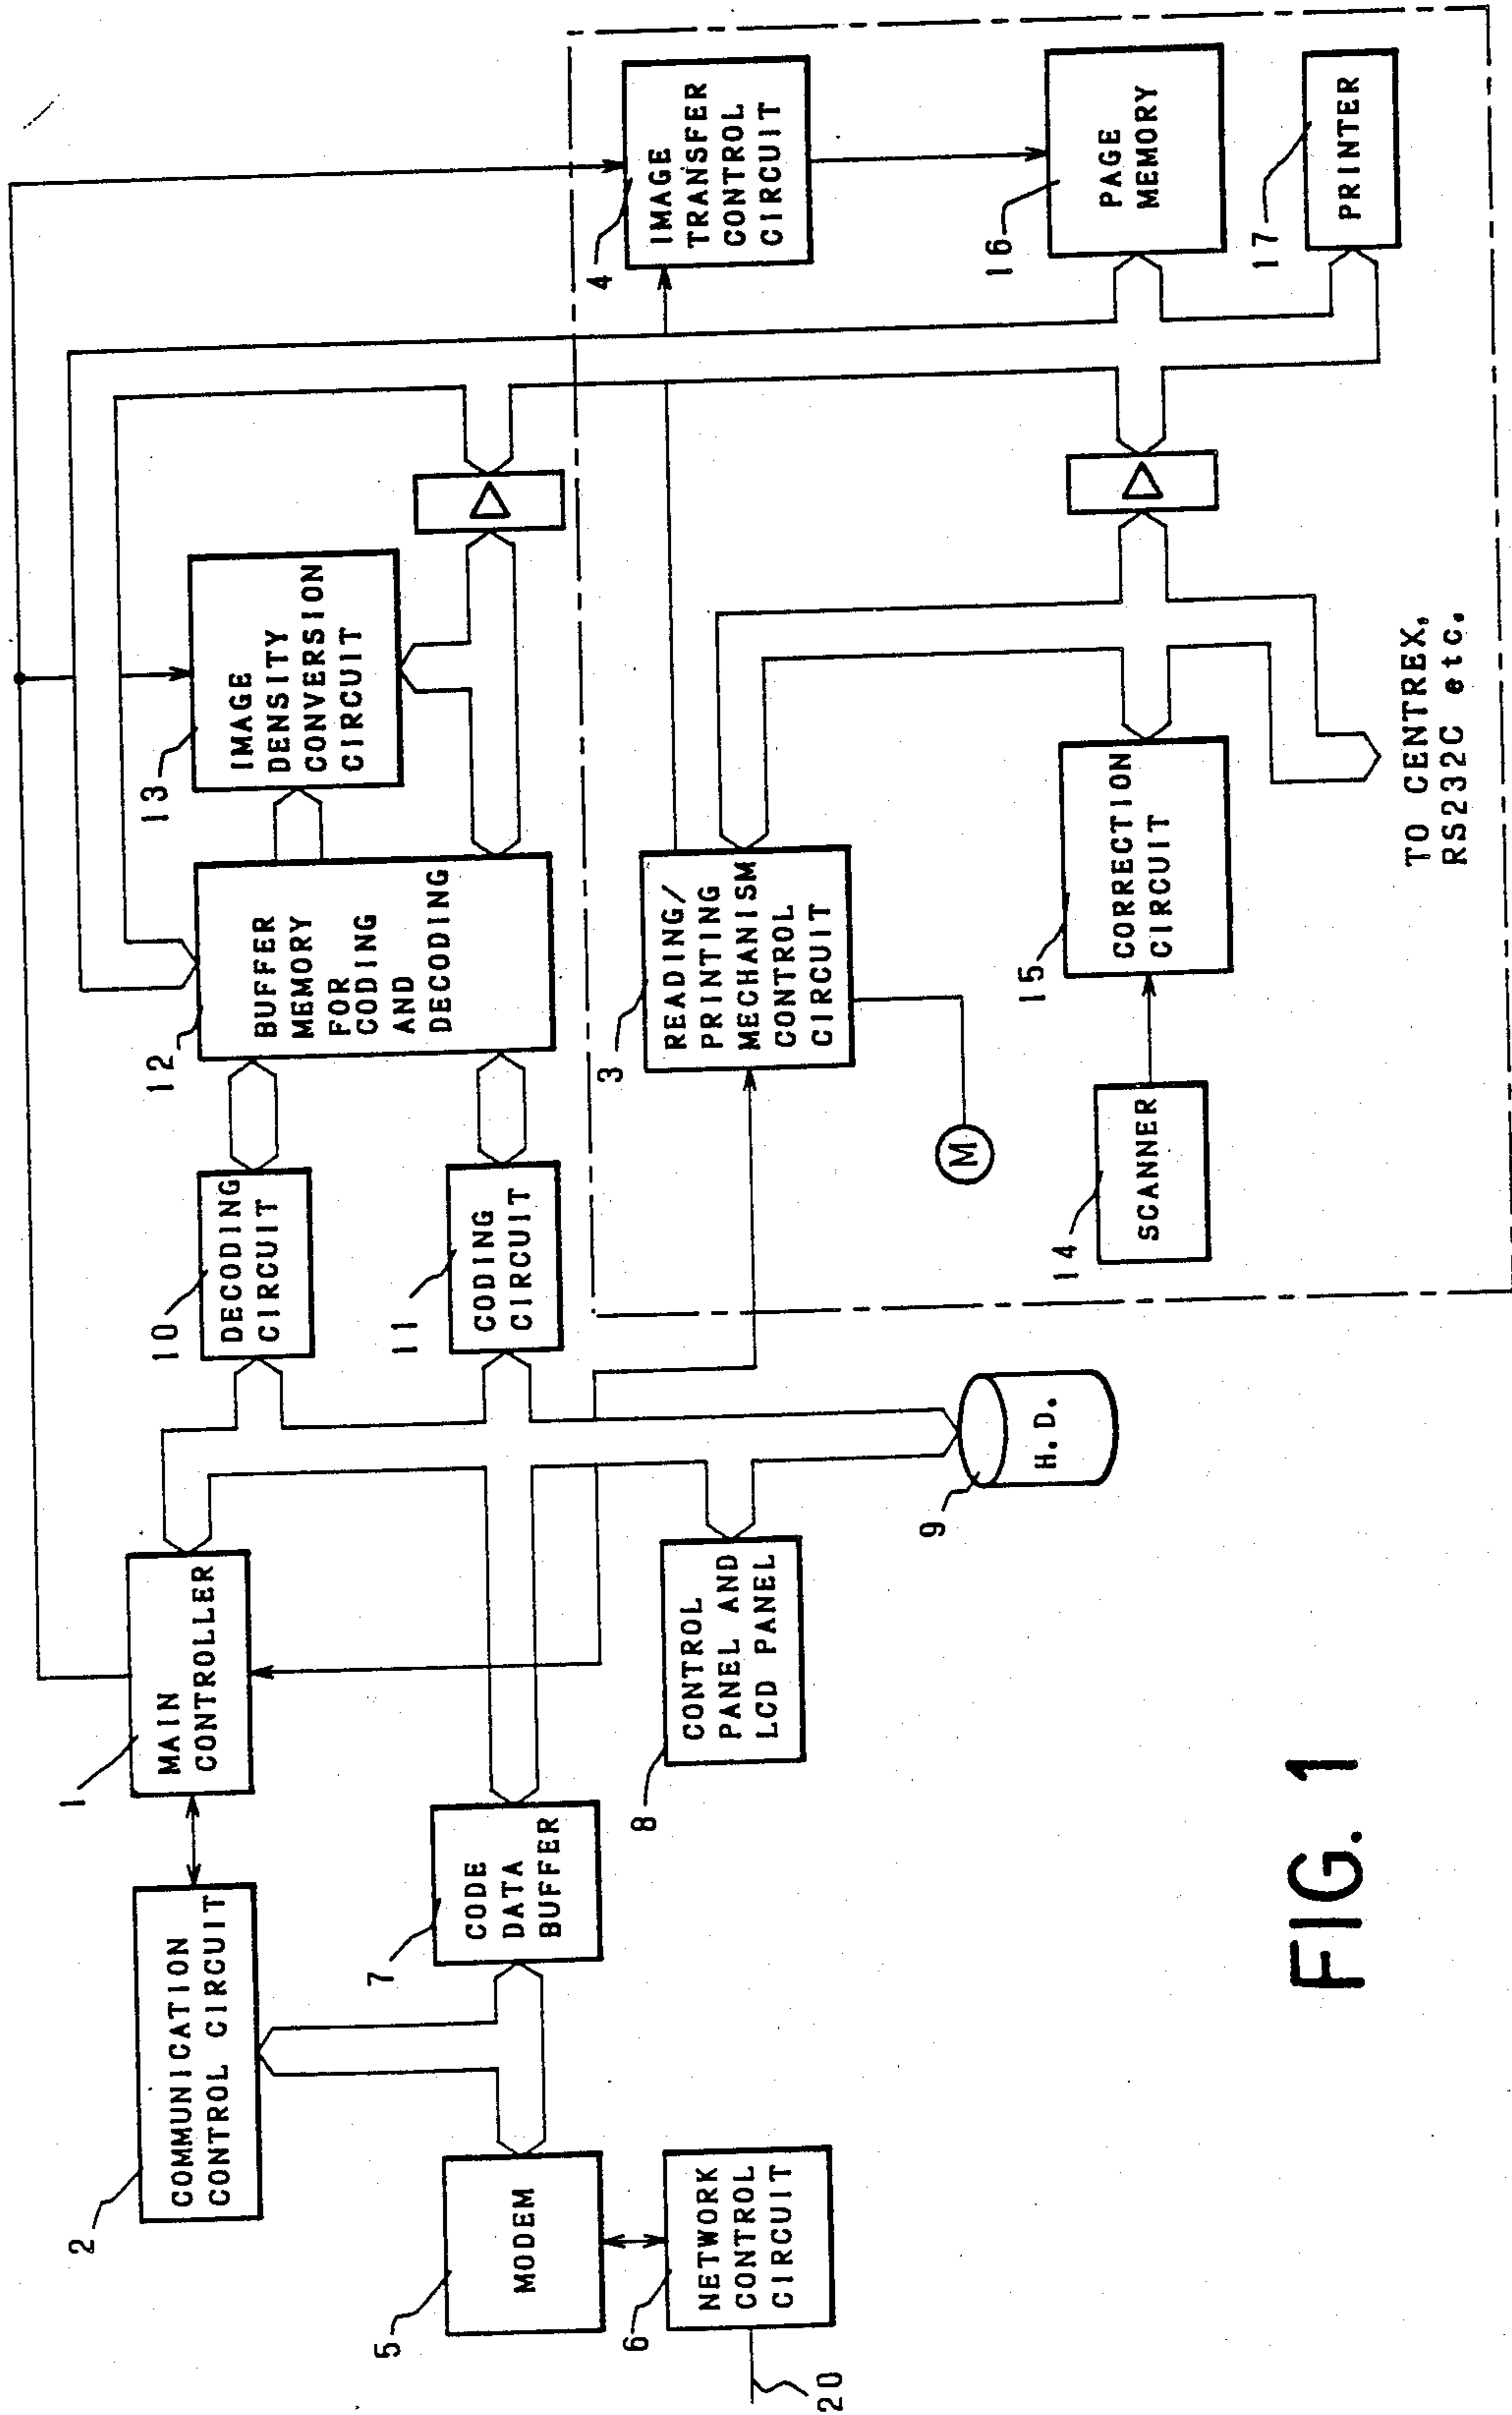 1
MAIN
CONTROLLER
2
COMMUNICATION
CONTROL CIRCUIT
5
MODEM
6
NETWORK
CONTROL
CIRCUIT
20
7
CODE
DATA
BUFFER
8
CONTROL
PANEL AND
LCD PANEL
9
H.D.
10
DECODING
CIRCUIT
11
CODING
CIRCUIT
12
BUFFER
MEMORY
FOR
CODING
AND
DECODING
13
IMAGE
DENSITY
CONVERSION
CIRCUIT
3
READING/
PRINTING
MECHANISM
CONTROL
CIRCUIT
M
14
SCANNER
15
CORRECTION
CIRCUIT
4
IMAGE
TRANSFER
CONTROL
CIRCUIT
16
PAGE
MEMORY
17
PRINTER
TO CENTREX,
RS232C etc.
FIG. 1